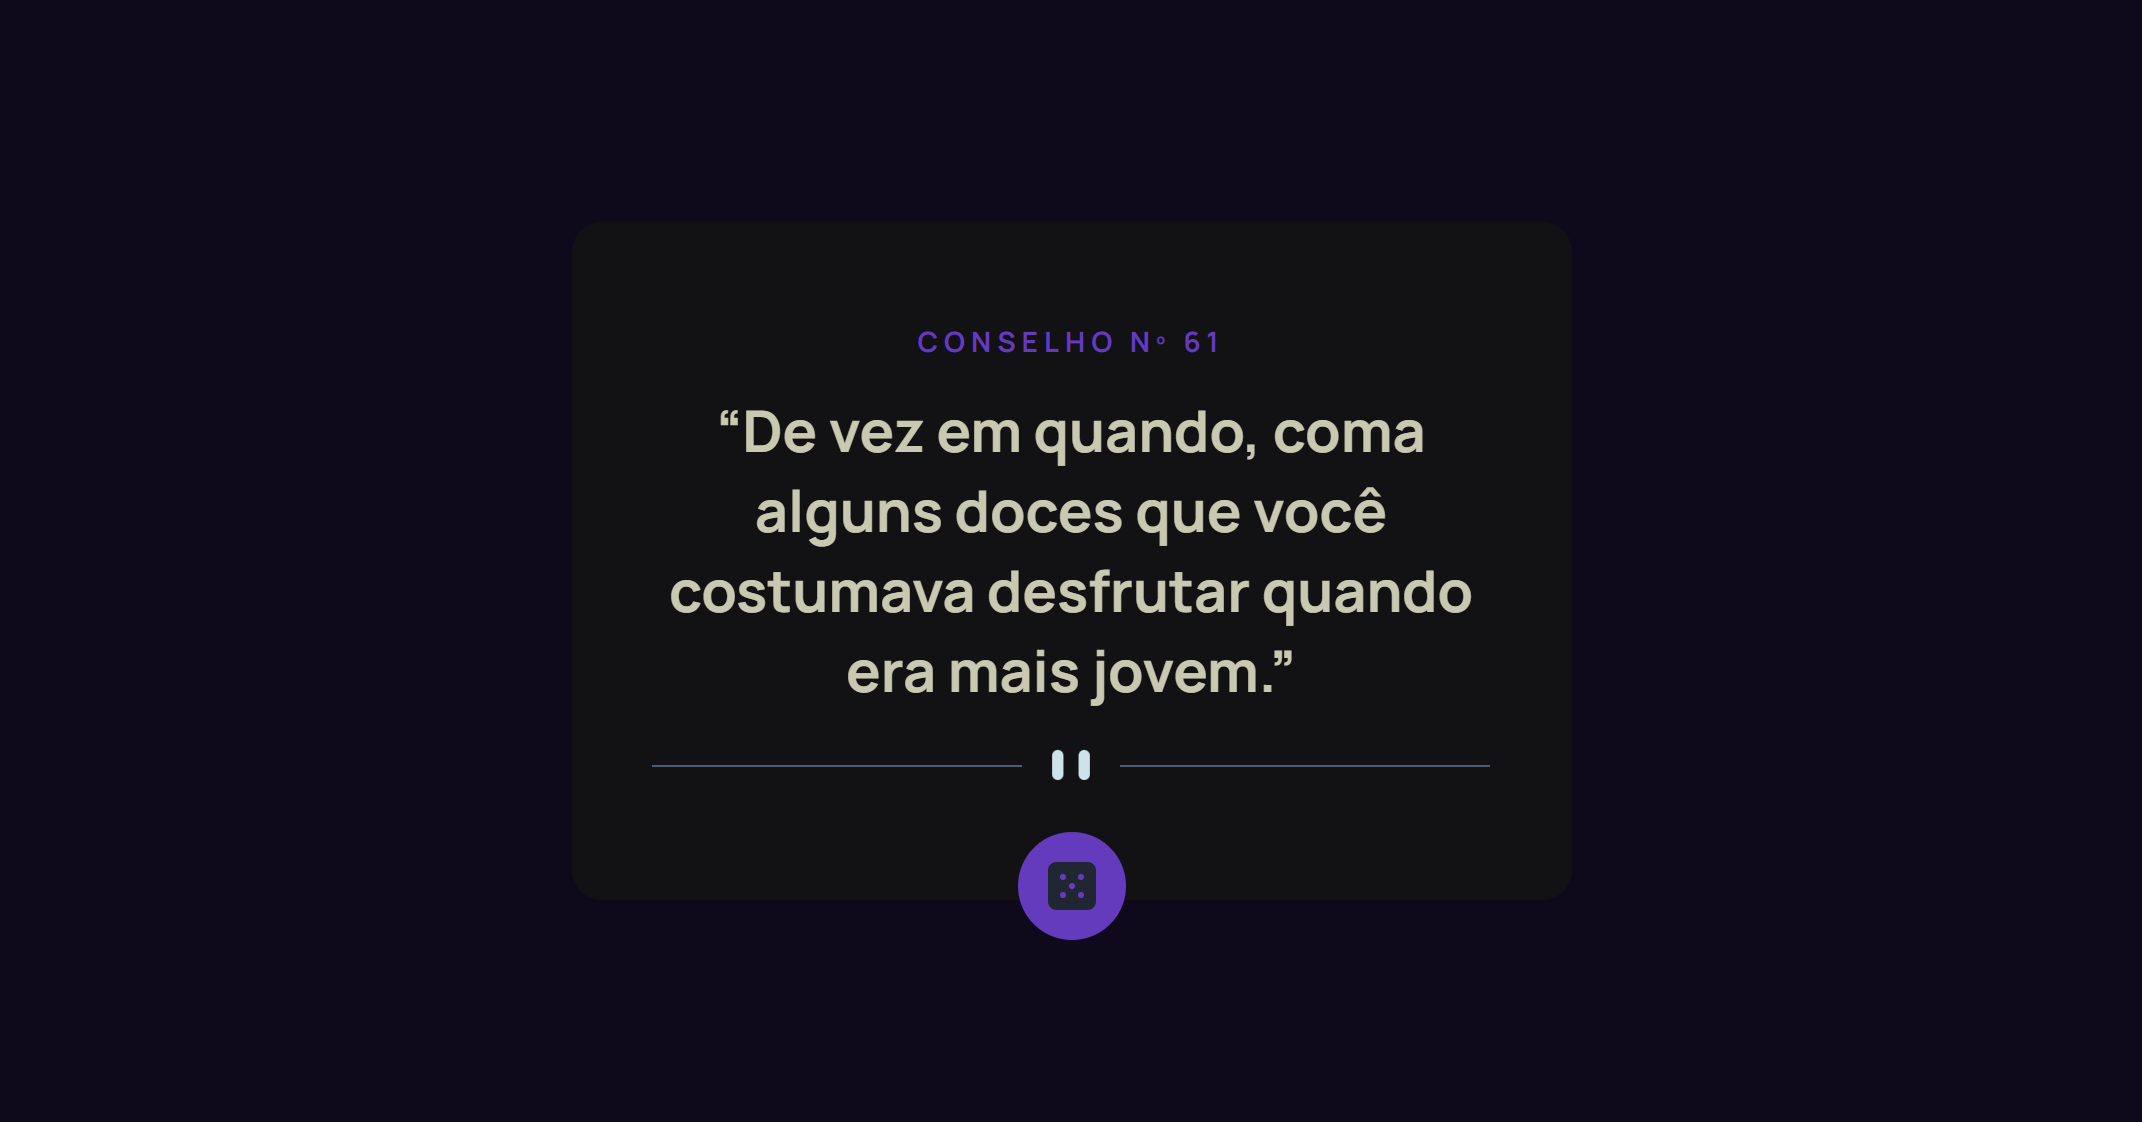 CONSELHO Nº 61
“De vez em quando, coma
alguns doces que você
costumava desfrutar quando
era mais jovem.”